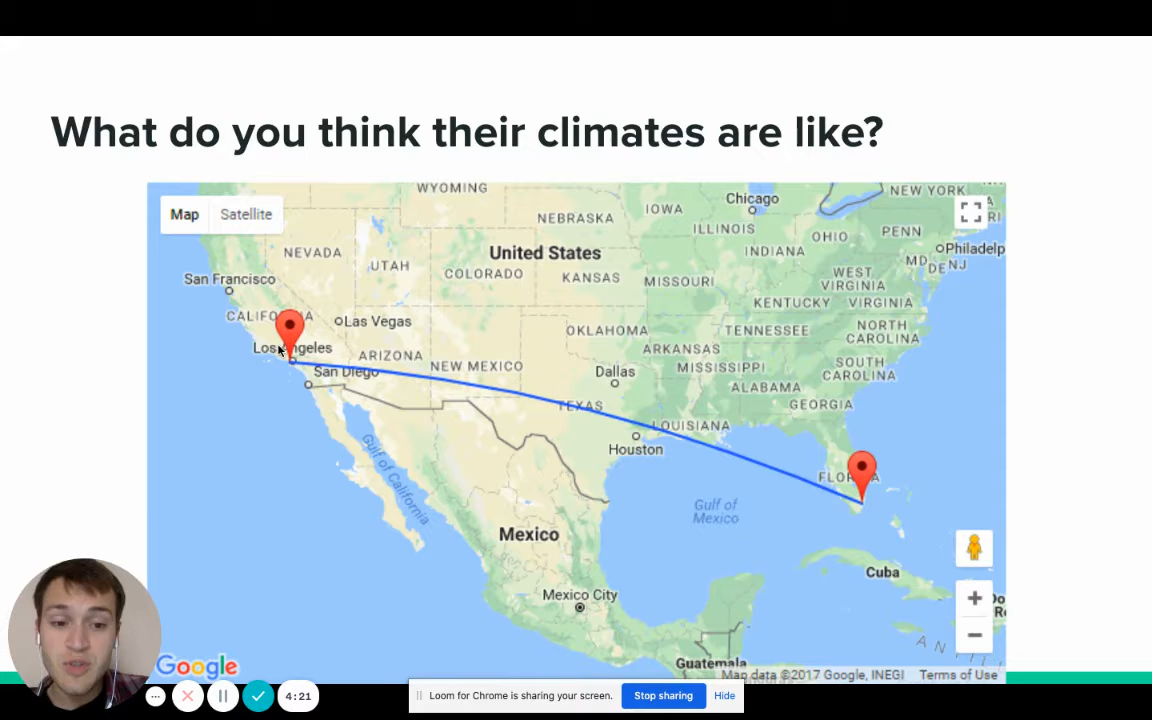 What do you think their climates are like?
Map Satellite
WYOMING
Chicago
NEW YORK
NEBRASKA
IOWA
ILLINOIS
OHIO
PENN
NEVADA
United States
INDIANA
Philadelp
UTAH
COLORADO
KANSAS
MISSOURI
MD
DE NJ
San Francisco
WEST
VIRGINIA
KENTUCKY
VIRGINIA
CALIFORNIA
Las Vegas
OKLAHOMA
TENNESSEE
NORTH
CAROLINA
Los Angeles
ARIZONA
NEW MEXICO
ARKANSAS
MISSISSIPPI
SOUTH
CAROLINA
San Diego
Dallas
ALABAMA
GEORGIA
TEXAS
LOUISIANA
Houston
Gulf of California
FLORIDA
Gulf of
Mexico
Mexico
Cuba
Mexico City
Guatemala
Google
Map data ©2017 Google, INEGI Terms of Use
4:21
Loom for Chrome is sharing your screen. Stop sharing Hide